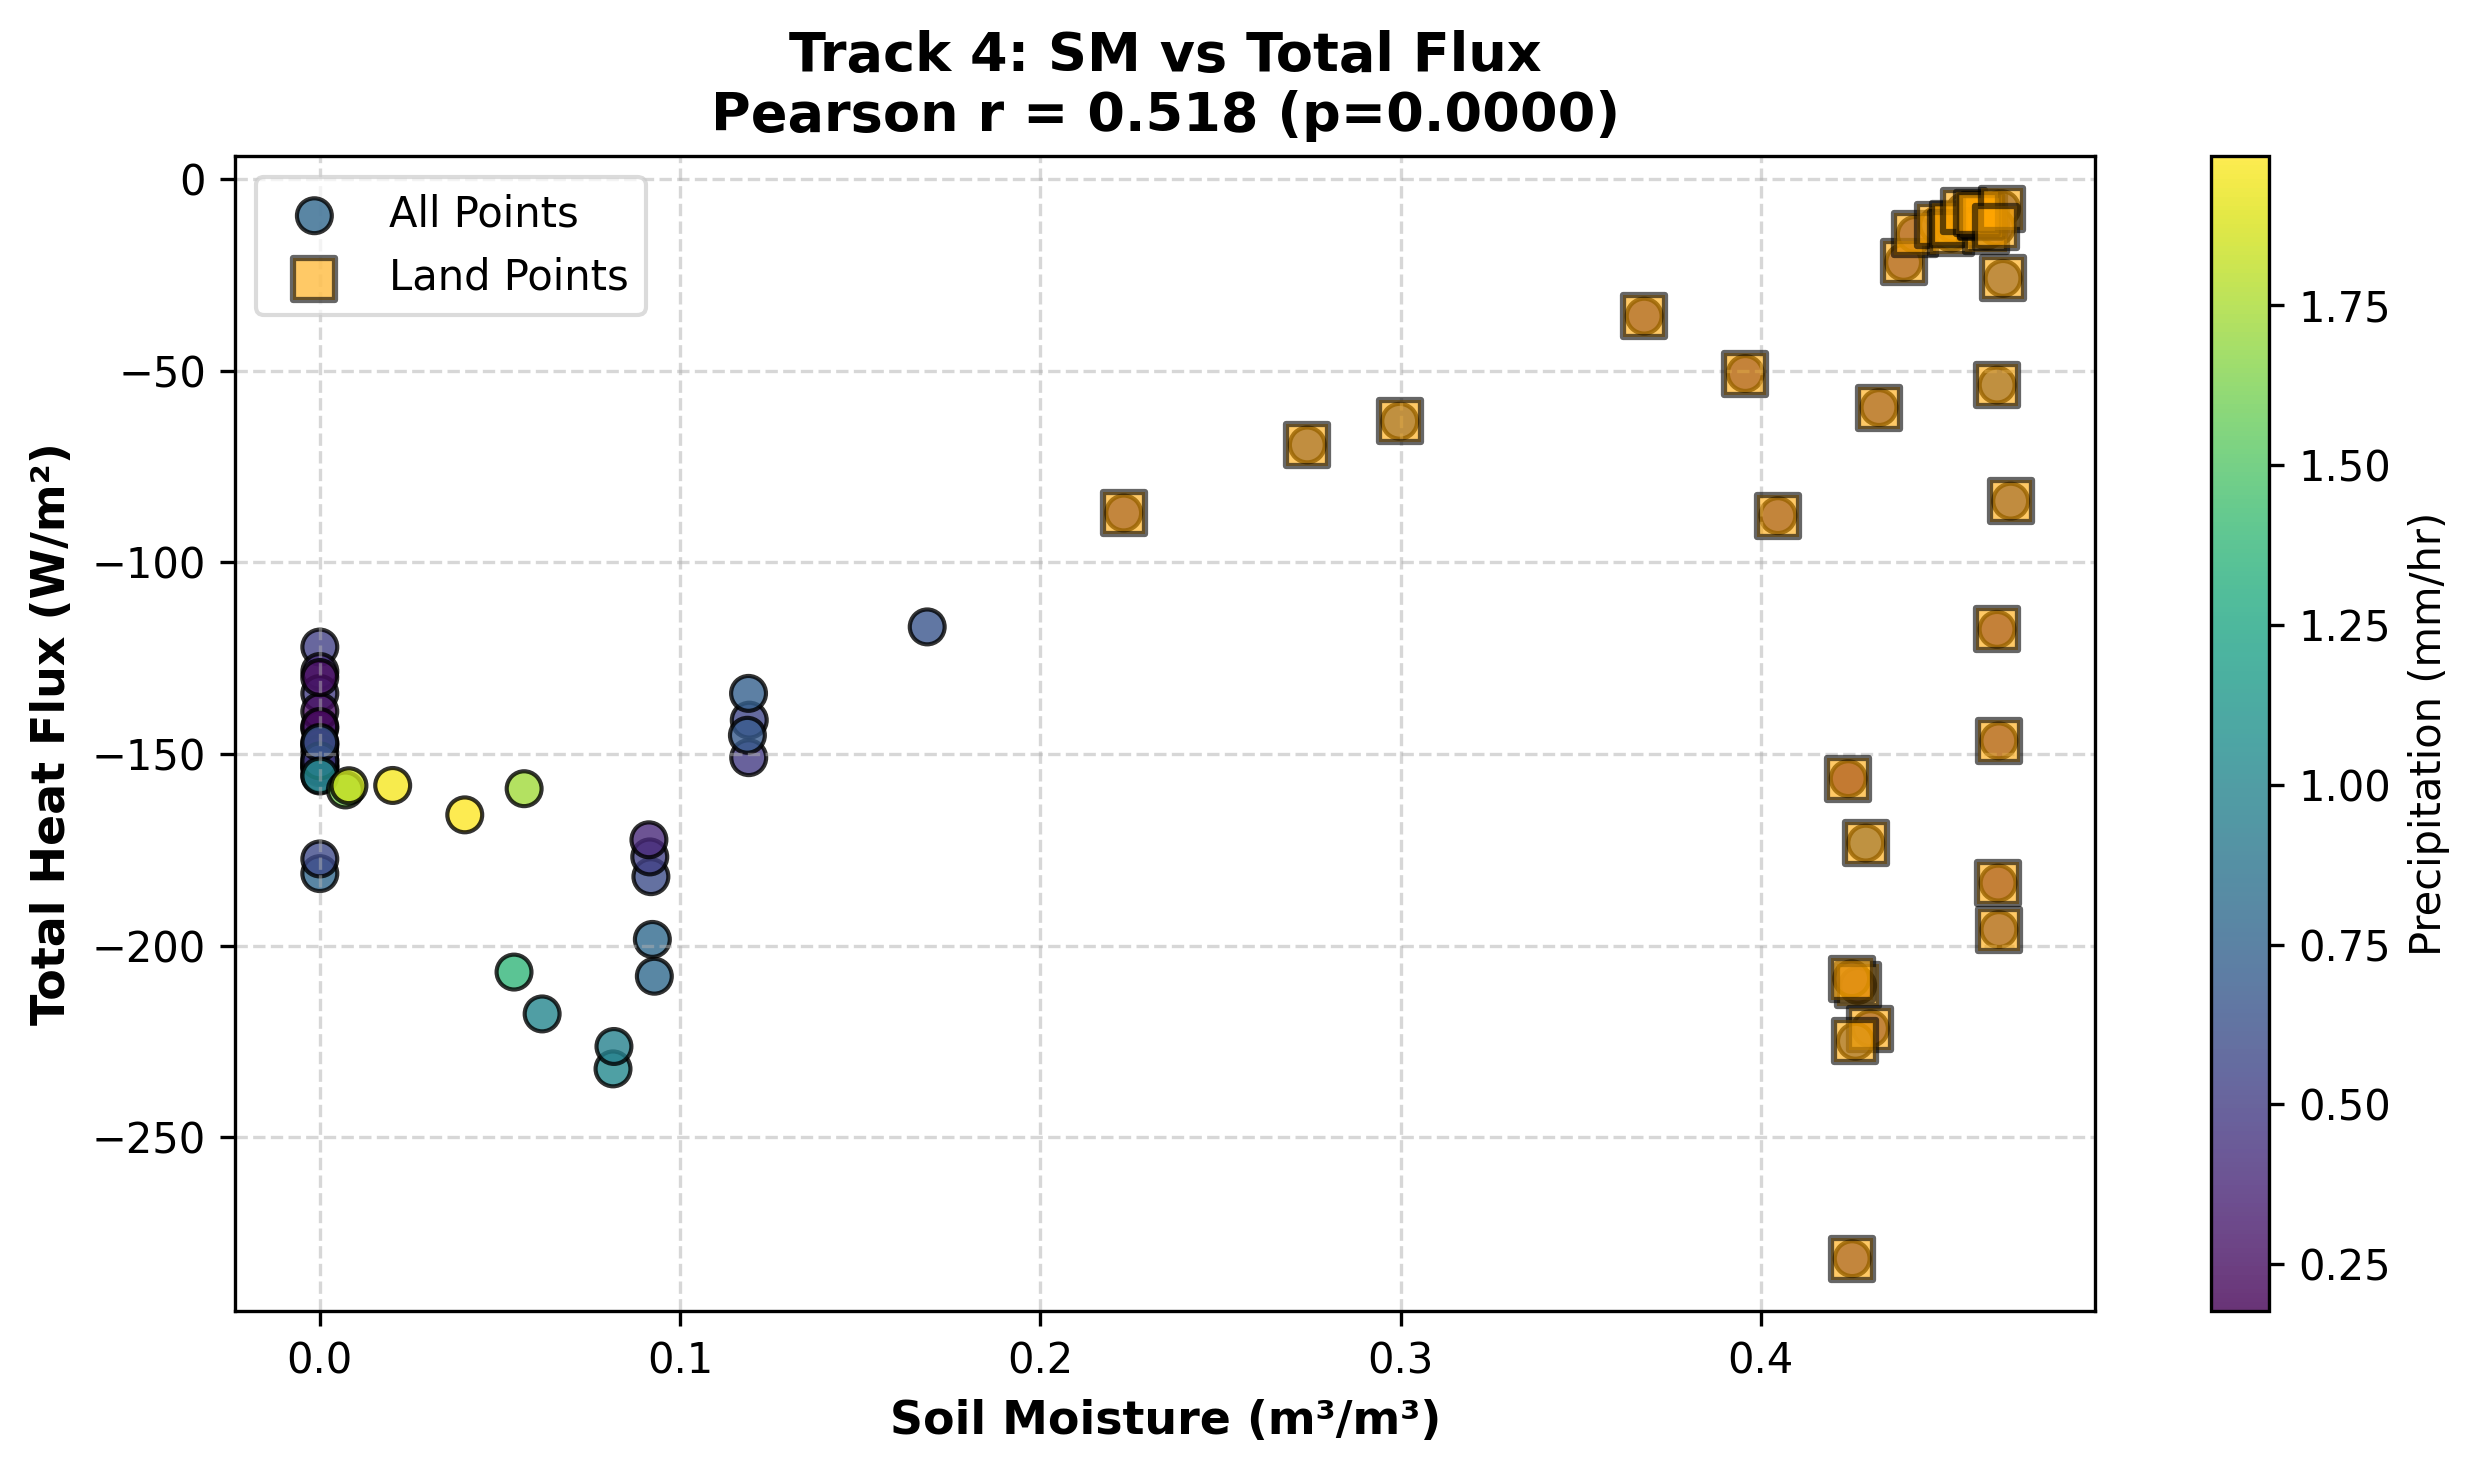 Track 4: SM vs Total Flux
Pearson r = 0.518 (p=0.0000)
All Points
Land Points
Total Heat Flux (W/m²)
0
−50
−100
−150
−200
−250
0.0
0.1
0.2
0.3
0.4
Soil Moisture (m³/m³)
1.75
1.50
1.25
1.00
0.75
0.50
0.25
Precipitation (mm/hr)